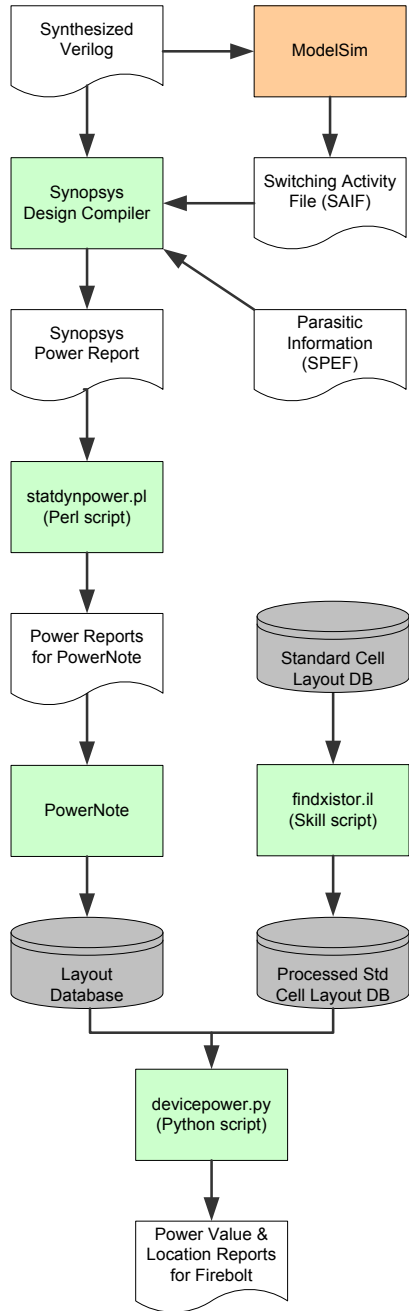 Synthesized
Verilog
ModelSim
Synopsys
Design Compiler
Switching Activity
File (SAIF)
Synopsys
Power Report
Parasitic
Information
(SPEF)
statdynpower.pl
(Perl script)
Power Reports
for PowerNote
Standard Cell
Layout DB
PowerNote
findxistor.il
(Skill script)
Layout
Database
Processed Std
Cell Layout DB
devicepower.py
(Python script)
Power Value &
Location Reports
for Firebolt